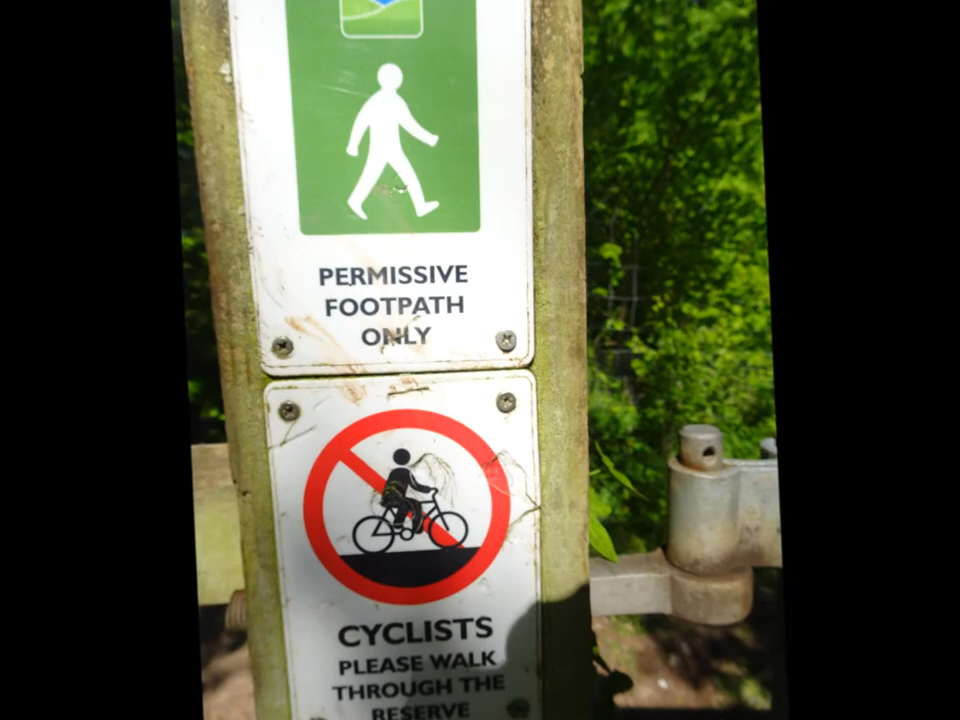 PERMISSIVE
FOOTPATH
ONLY
CYCLISTS
PLEASE WALK
THROUGH THE
RESERVE